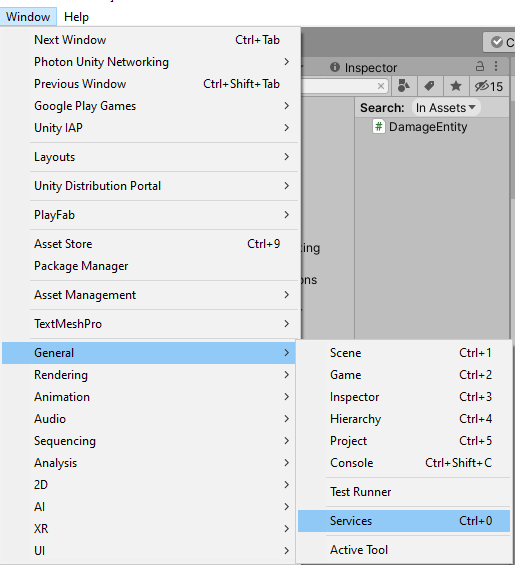 Window Help
Next Window Ctrl+Tab
Photon Unity Networking
Previous Window Ctrl+Shift+Tab
Google Play Games
Unity IAP
Layouts
Unity Distribution Portal
PlayFab
Asset Store Ctrl+9
Package Manager
Asset Management
TextMeshPro
General
Rendering
Animation
Audio
Sequencing
Analysis
2D
AI
XR
UI
C
Inspector
15
Search: In Assets
# DamageEntity
ting
ons
Scene Ctrl+1
Game Ctrl+2
Inspector Ctrl+3
Hierarchy Ctrl+4
Project Ctrl+5
Console Ctrl+Shift+C
Test Runner
Services Ctrl+0
Active Tool